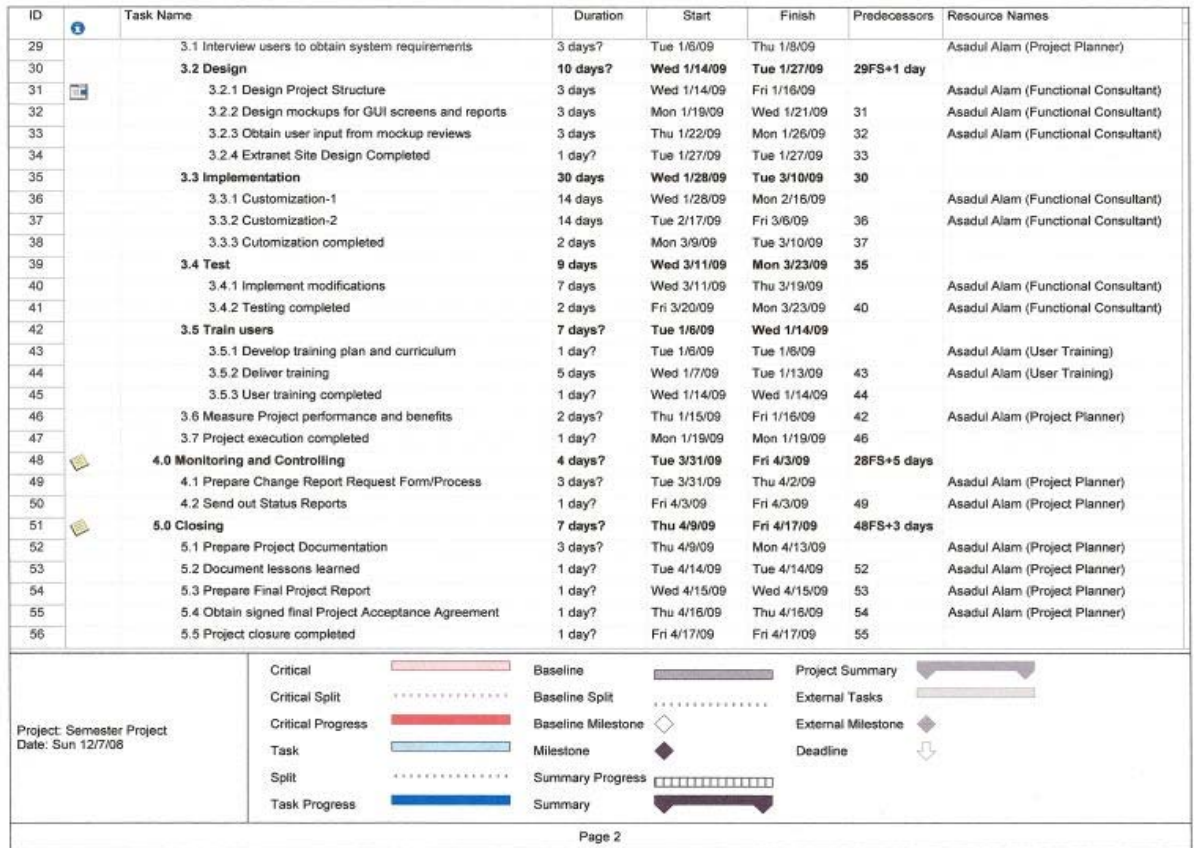 ID Task Name Duration Start Finish Predecessors Resource Names
29 3.1 Interview users to obtain system requirements 3 days? Tue 1/6/09 Thu 1/8/09 Asadul Alam (Project Planner)
30 3.2 Design 10 days? Wed 1/14/09 Tue 1/27/09 29FS+1 day
31 3.2.1 Design Project Structure 3 days Wed 1/14/09 Fri 1/16/09 Asadul Alam (Functional Consultant)
32 3.2.2 Design mockups for GUI screens and reports 3 days Mon 1/19/09 Wed 1/21/09 31 Asadul Alam (Functional Consultant)
33 3.2.3 Obtain user input from mockup reviews 3 days Thu 1/22/09 Mon 1/26/09 32 Asadul Alam (Functional Consultant)
34 3.2.4 Extranet Site Design Completed 1 day? Tue 1/27/09 Tue 1/27/09 33
35 3.3 Implementation 30 days Wed 1/28/09 Tue 3/10/09 30
36 3.3.1 Customization-1 14 days Wed 1/28/09 Mon 2/16/09 Asadul Alam (Functional Consultant)
37 3.3.2 Customization-2 14 days Tue 2/17/09 Fri 3/6/09 36 Asadul Alam (Functional Consultant)
38 3.3.3 Cutomization completed 2 days Mon 3/9/09 Tue 3/10/09 37
39 3.4 Test 9 days Wed 3/11/09 Mon 3/23/09 35
40 3.4.1 Implement modifications 7 days Wed 3/11/09 Thu 3/19/09 Asadul Alam (Functional Consultant)
41 3.4.2 Testing completed 2 days Fri 3/20/09 Mon 3/23/09 40 Asadul Alam (Functional Consultant)
42 3.5 Train users 7 days? Tue 1/6/09 Wed 1/14/09
43 3.5.1 Develop training plan and curriculum 1 day? Tue 1/6/09 Tue 1/6/09 Asadul Alam (User Training)
44 3.5.2 Deliver training 5 days Wed 1/7/09 Tue 1/13/09 43 Asadul Alam (User Training)
45 3.5.3 User training completed 1 day? Wed 1/14/09 Wed 1/14/09 44
46 3.6 Measure Project performance and benefits 2 days? Thu 1/15/09 Fri 1/16/09 42 Asadul Alam (Project Planner)
47 3.7 Project execution completed 1 day? Mon 1/19/09 Mon 1/19/09 46
48 4.0 Monitoring and Controlling 4 days? Tue 3/31/09 Fri 4/3/09 28FS+5 days
49 4.1 Prepare Change Report Request Form/Process 3 days? Tue 3/31/09 Thu 4/2/09 Asadul Alam (Project Planner)
50 4.2 Send out Status Reports 1 day? Fri 4/3/09 Fri 4/3/09 49 Asadul Alam (Project Planner)
51 5.0 Closing 7 days? Thu 4/9/09 Fri 4/17/09 48FS+3 days
52 5.1 Prepare Project Documentation 3 days? Thu 4/9/09 Mon 4/13/09 Asadul Alam (Project Planner)
53 5.2 Document lessons learned 1 day? Tue 4/14/09 Tue 4/14/09 52 Asadul Alam (Project Planner)
54 5.3 Prepare Final Project Report 1 day? Wed 4/15/09 Wed 4/15/09 53 Asadul Alam (Project Planner)
55 5.4 Obtain signed final Project Acceptance Agreement 1 day? Thu 4/16/09 Thu 4/16/09 54 Asadul Alam (Project Planner)
56 5.5 Project closure completed 1 day? Fri 4/17/09 Fri 4/17/09 55
Project: Semester Project
Date: Sun 12/7/08
Critical Baseline Project Summary
Critical Split Baseline Split External Tasks
Critical Progress Baseline Milestone External Milestone
Task Milestone Deadline
Split Summary Progress
Task Progress Summary
Page 2